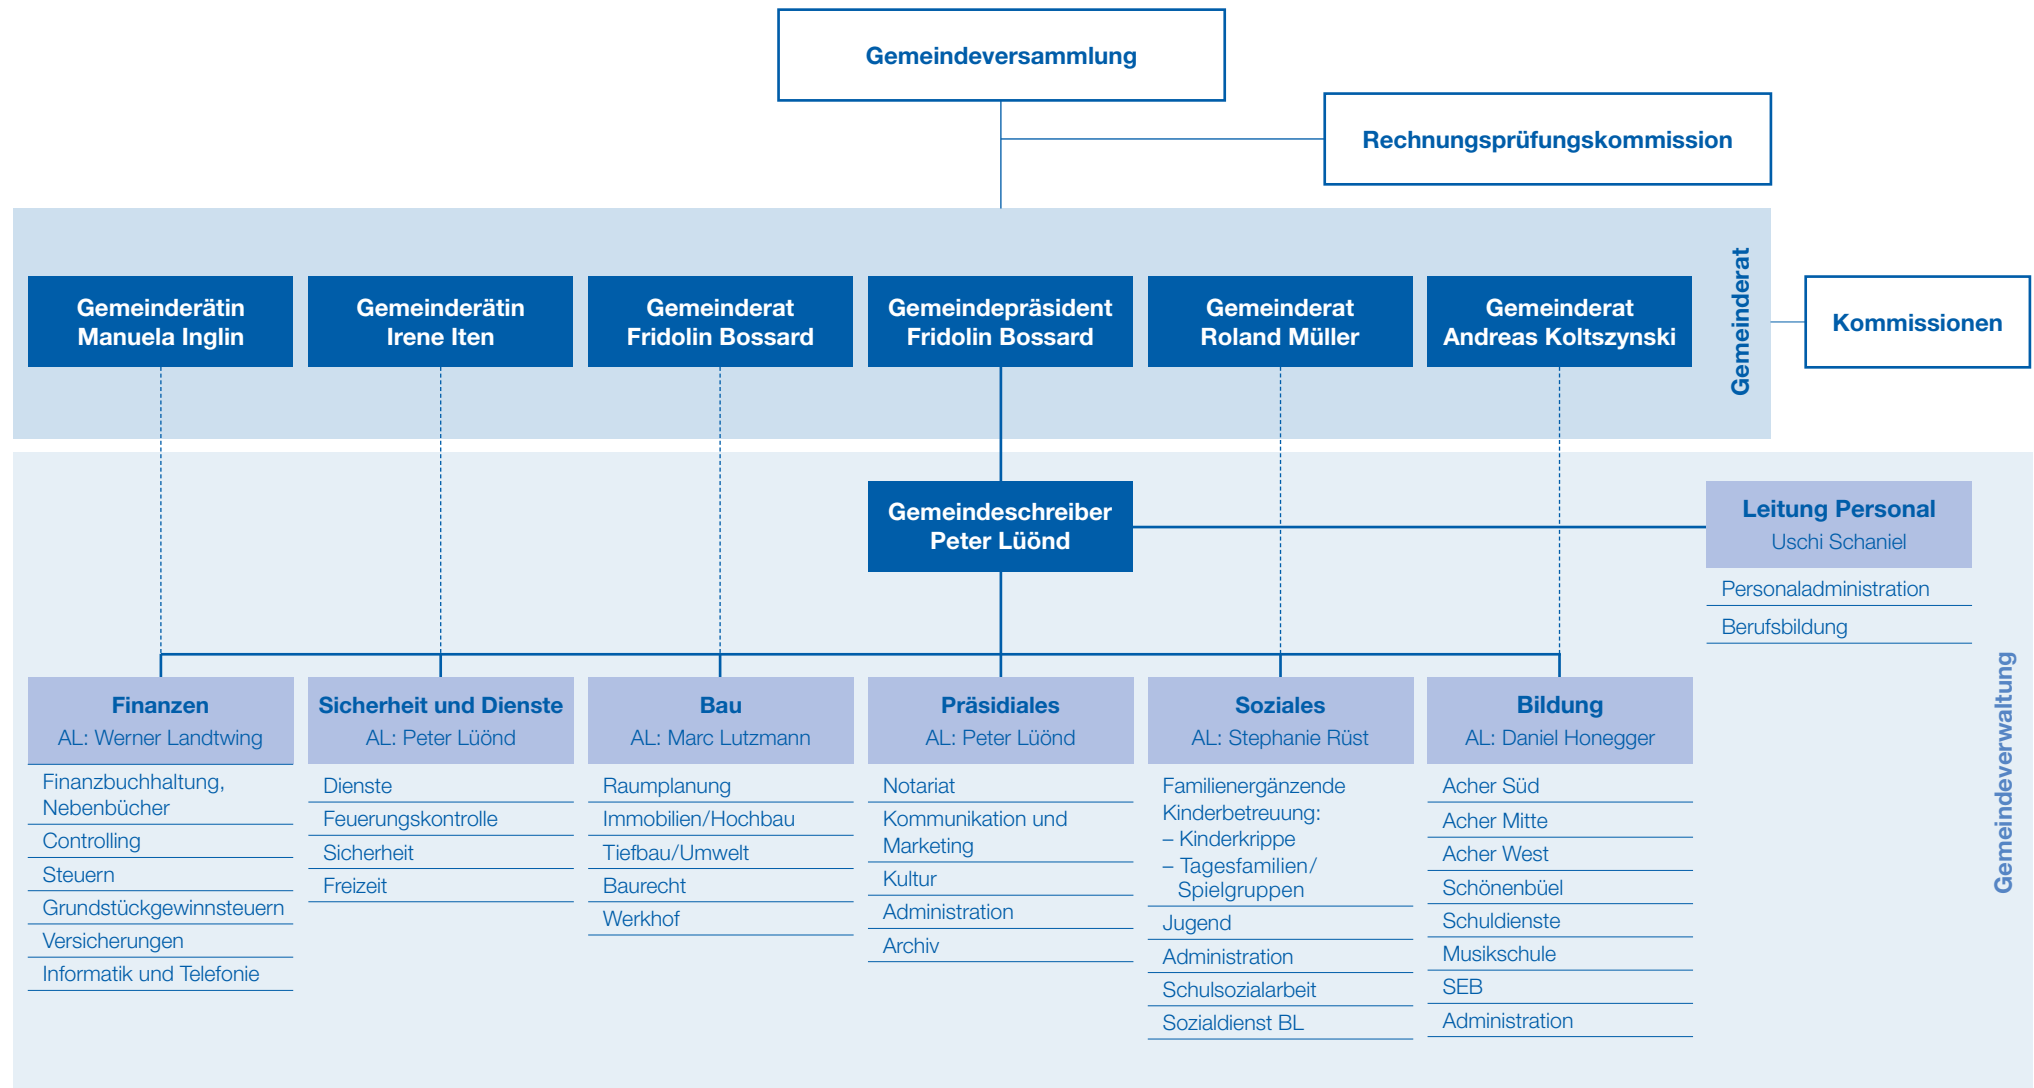 Gemeindeversammlung
Rechnungsprüfungskommission
Gemeinderätin
Manuela Inglin
Gemeinderätin
Irene Iten
Gemeinderat
Fridolin Bossard
Gemeindepräsident
Fridolin Bossard
Gemeinderat
Roland Müller
Gemeinderat
Andreas Koltszynski
Gemeinderat
Kommissionen
Gemeindeschreiber
Peter Lüönd
Leitung Personal
Uschi Schaniel
Personaladministration
Berufsbildung
Gemeindeverwaltung
Finanzen
AL: Werner Landtwing
Finanzbuchhaltung,
Nebenbücher
Controlling
Steuern
Grundstückgewinnsteuern
Versicherungen
Informatik und Telefonie
Sicherheit und Dienste
AL: Peter Lüönd
Dienste
Feuerungskontrolle
Sicherheit
Freizeit
Bau
AL: Marc Lutzmann
Raumplanung
Immobilien/Hochbau
Tiefbau/Umwelt
Baurecht
Werkhof
Präsidiales
AL: Peter Lüönd
Notariat
Kommunikation und
Marketing
Kultur
Administration
Archiv
Soziales
AL: Stephanie Rüst
Familienergänzende
Kinderbetreuung:
– Kinderkrippe
– Tagesfamilien/
Spielgruppen
Jugend
Administration
Schulsozialarbeit
Sozialdienst BL
Bildung
AL: Daniel Honegger
Acher Süd
Acher Mitte
Acher West
Schönenbüel
Schuldienste
Musikschule
SEB
Administration